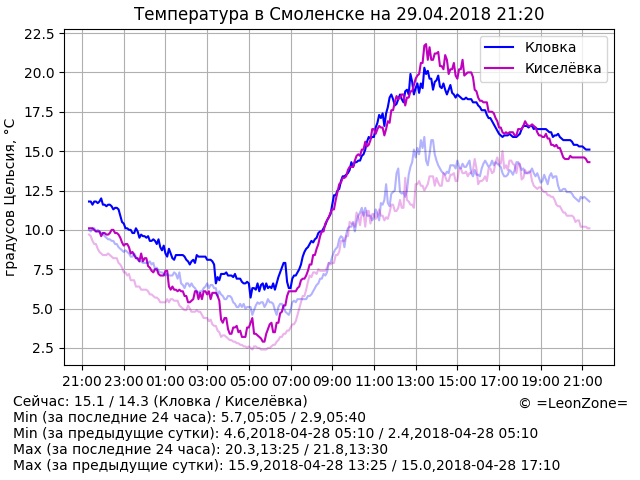 Температура в Смоленске на 29.04.2018 21:20
градусов Цельсия, °C
22.5
20.0
17.5
15.0
12.5
10.0
7.5
5.0
2.5
Кловка
Киселёвка
21:00 23:00 01:00 03:00 05:00 07:00 09:00 11:00 13:00 15:00 17:00 19:00 21:00
Сейчас: 15.1 / 14.3 (Кловка / Киселёвка)
© =LeonZone=
Min (за последние 24 часа): 5.7,05:05 / 2.9,05:40
Min (за предыдущие сутки): 4.6,2018-04-28 05:10 / 2.4,2018-04-28 05:10
Max (за последние 24 часа): 20.3,13:25 / 21.8,13:30
Max (за предыдущие сутки): 15.9,2018-04-28 13:25 / 15.0,2018-04-28 17:10